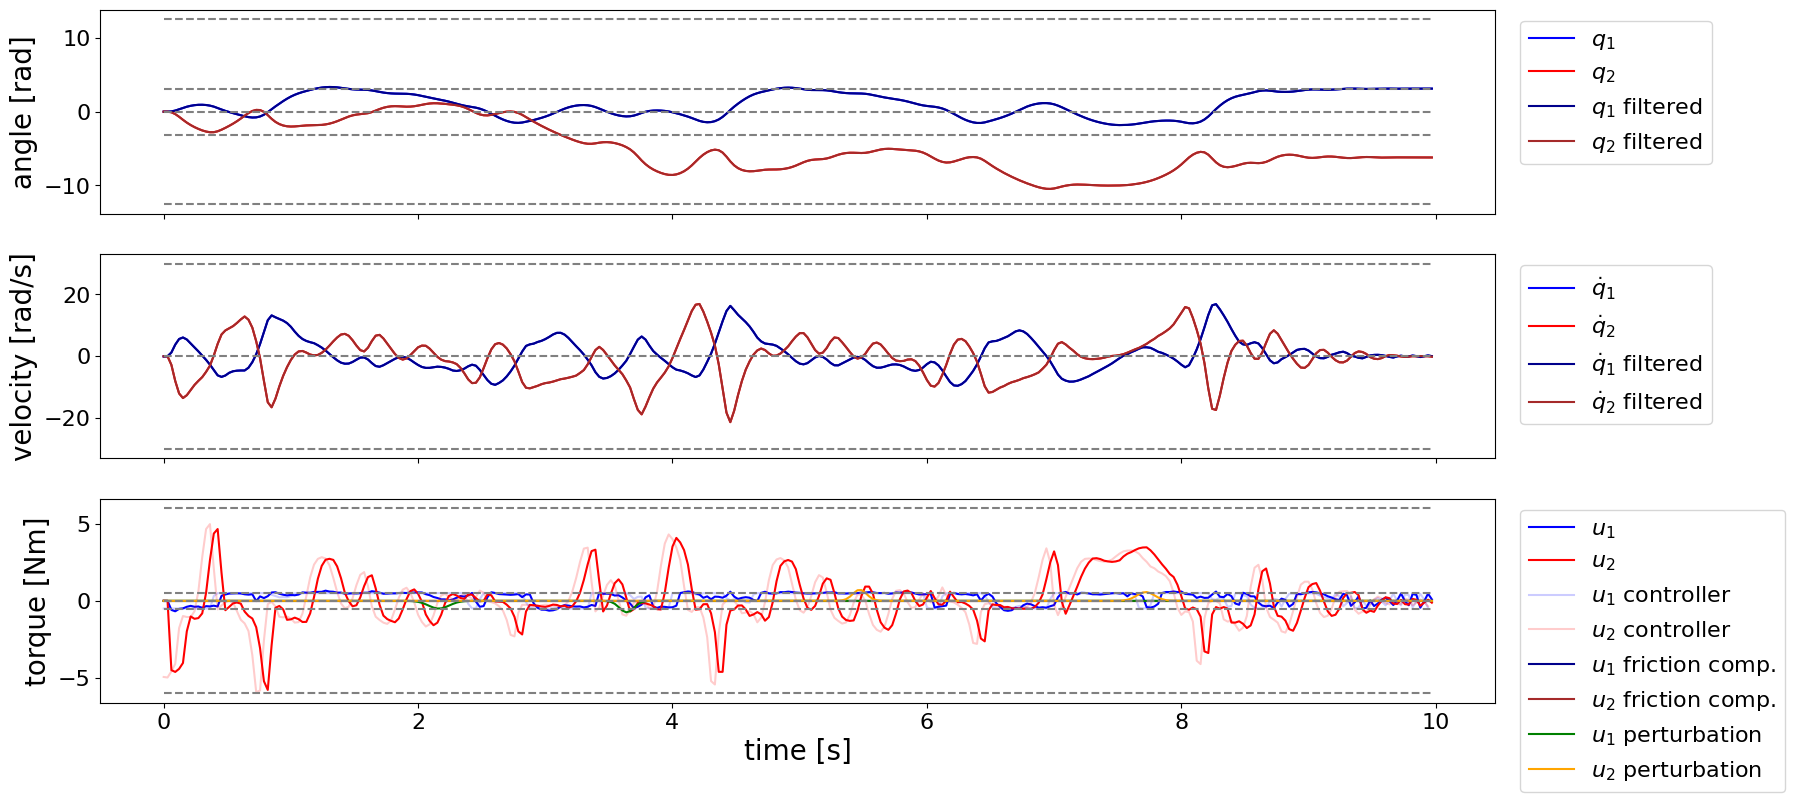 angle [rad]
10
0
−10
q₁
q₂
q₁ filtered
q₂ filtered
velocity [rad/s]
20
0
−20
q̇₁
q̇₂
q̇₁ filtered
q̇₂ filtered
torque [Nm]
5
0
−5
0 2 4 6 8 10
time [s]
u₁
u₂
u₁ controller
u₂ controller
u₁ friction comp.
u₂ friction comp.
u₁ perturbation
u₂ perturbation